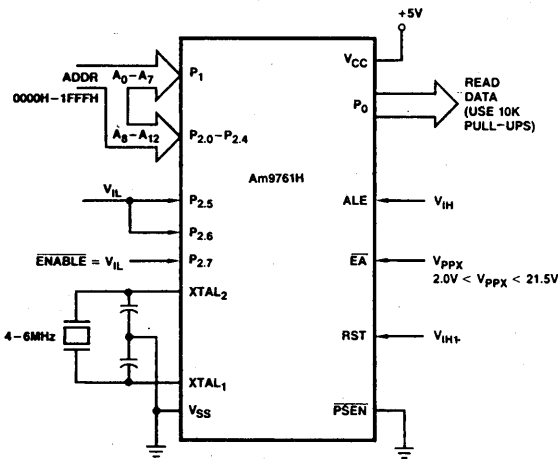 +5V
VCC
ADDR
0000H–1FFFH
A0–A7
P1
A8–A12
P2.0–P2.4
P0
READ
DATA
(USE 10K
PULL-UPS)
Am9761H
VIL
P2.5
P2.6
ALE
VIH
ENABLE = VIL
P2.7
EA
VPPX
2.0V < VPPX < 21.5V
XTAL2
4–6MHz
RST
VIH1
XTAL1
VSS
PSEN